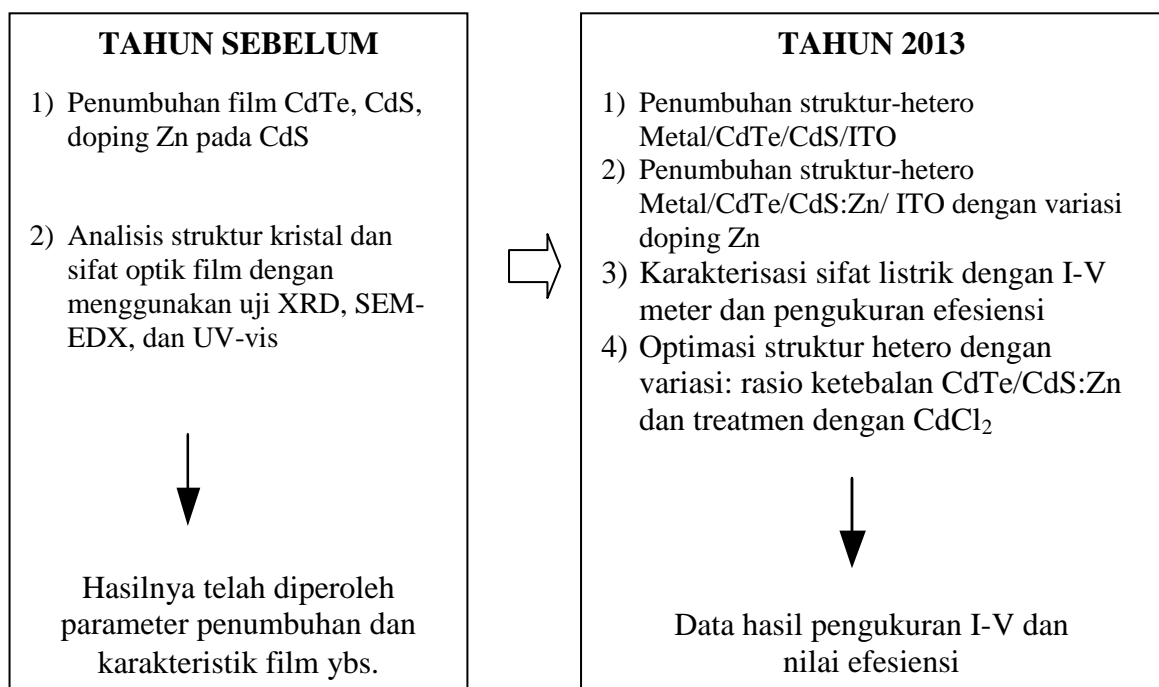 TAHUN SEBELUM
1) Penumbuhan film CdTe, CdS,
doping Zn pada CdS
2) Analisis struktur kristal dan
sifat optik film dengan
menggunakan uji XRD, SEM-
EDX, dan UV-vis
Hasilnya telah diperoleh
parameter penumbuhan dan
karakteristik film ybs.
TAHUN 2013
1) Penumbuhan struktur-hetero
Metal/CdTe/CdS/ITO
2) Penumbuhan struktur-hetero
Metal/CdTe/CdS:Zn/ ITO dengan variasi
doping Zn
3) Karakterisasi sifat listrik dengan I-V
meter dan pengukuran efesiensi
4) Optimasi struktur hetero dengan
variasi: rasio ketebalan CdTe/CdS:Zn
dan treatmen dengan CdCl₂
Data hasil pengukuran I-V dan
nilai efesiensi